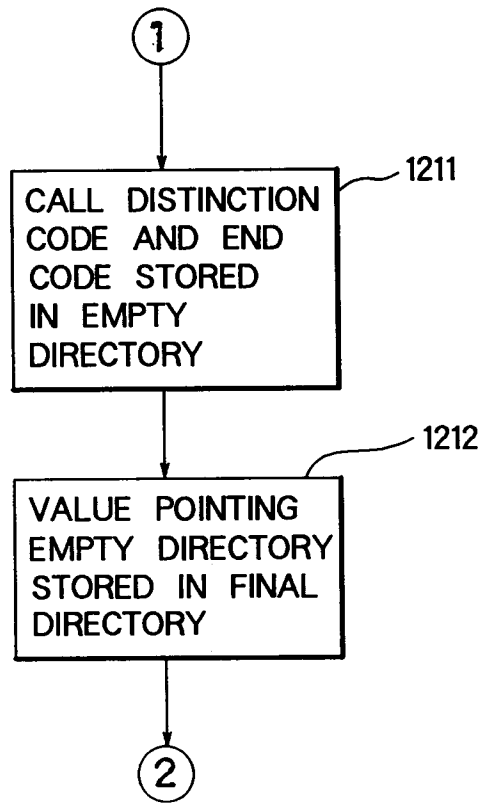 1
1211
CALL DISTINCTION
CODE AND END
CODE STORED
IN EMPTY
DIRECTORY
1212
VALUE POINTING
EMPTY DIRECTORY
STORED IN FINAL
DIRECTORY
2